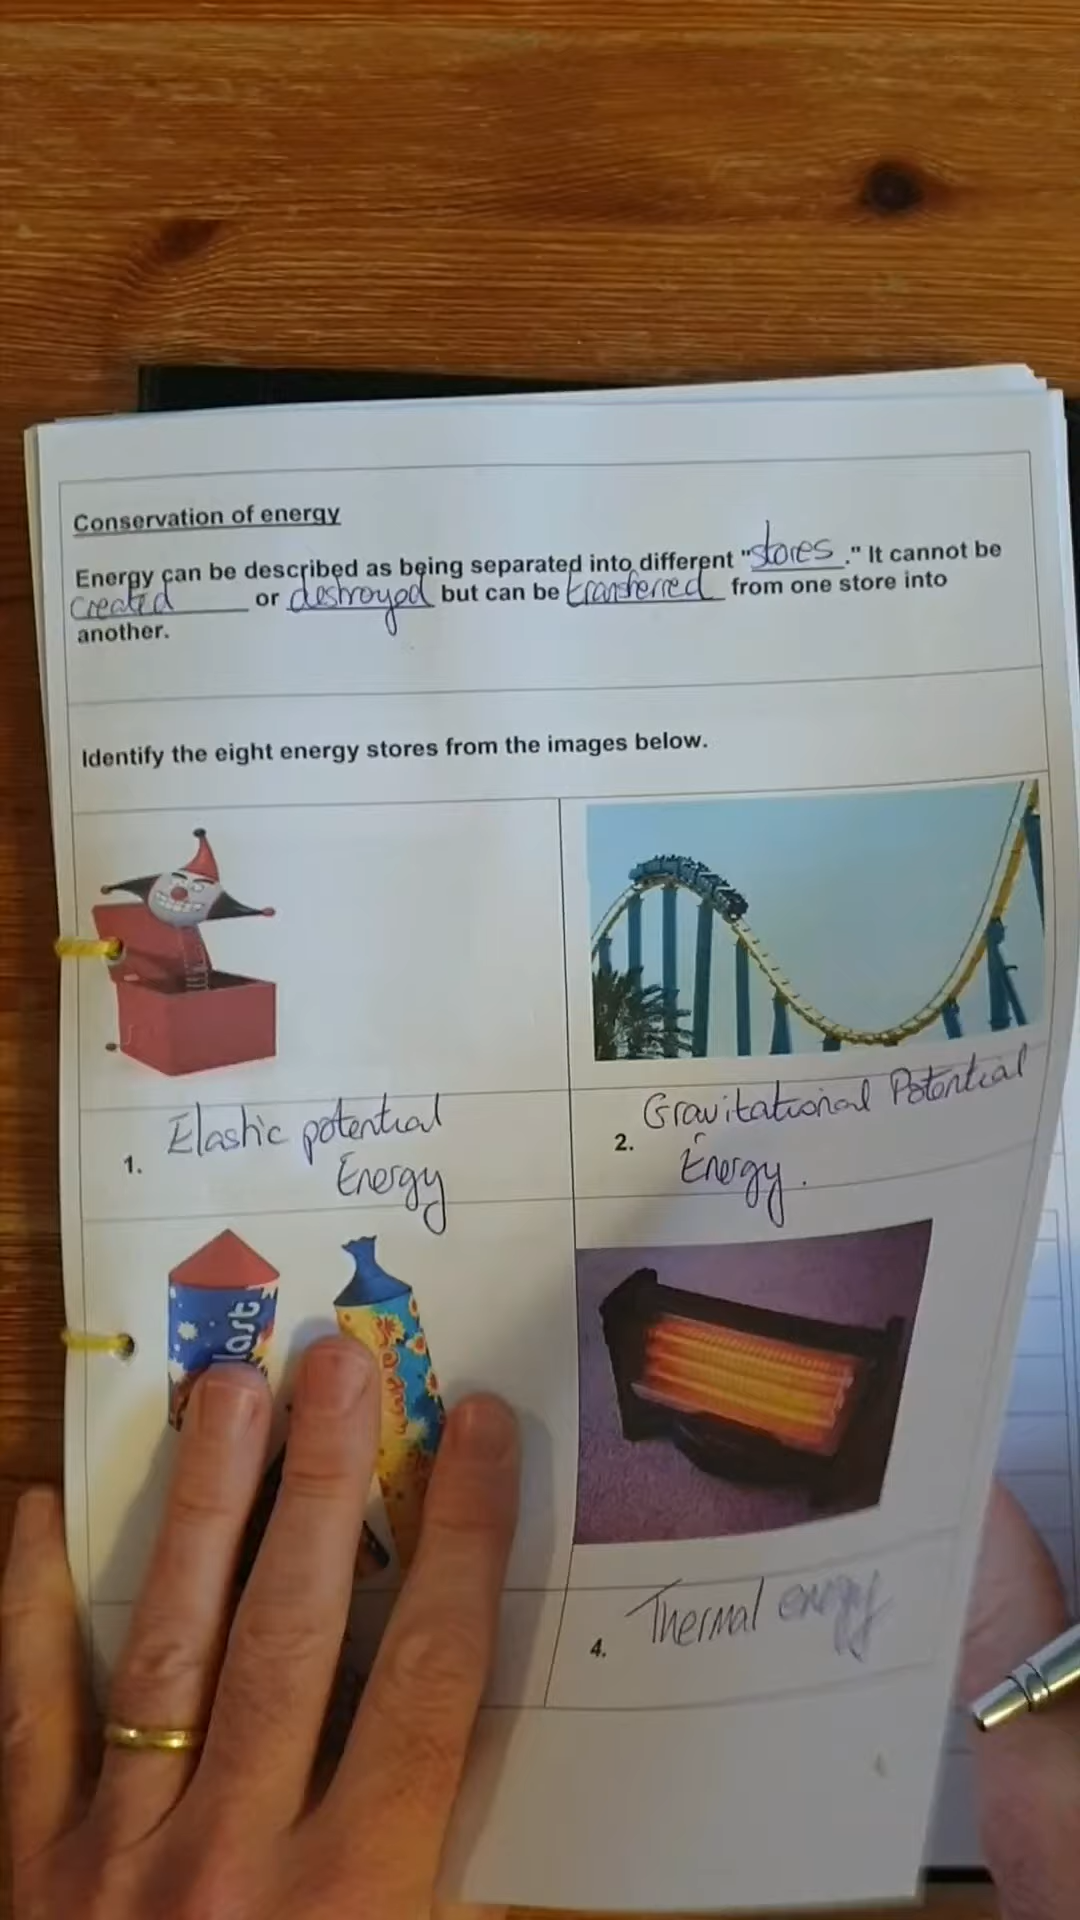 Conservation of energy
Energy can be described as being separated into different "stores." It cannot be
created or destroyed but can be transferred from one store into
another.
Identify the eight energy stores from the images below.
1. Elastic potential
Energy
2. Gravitational Potential
Energy.
last
4. Thermal energy